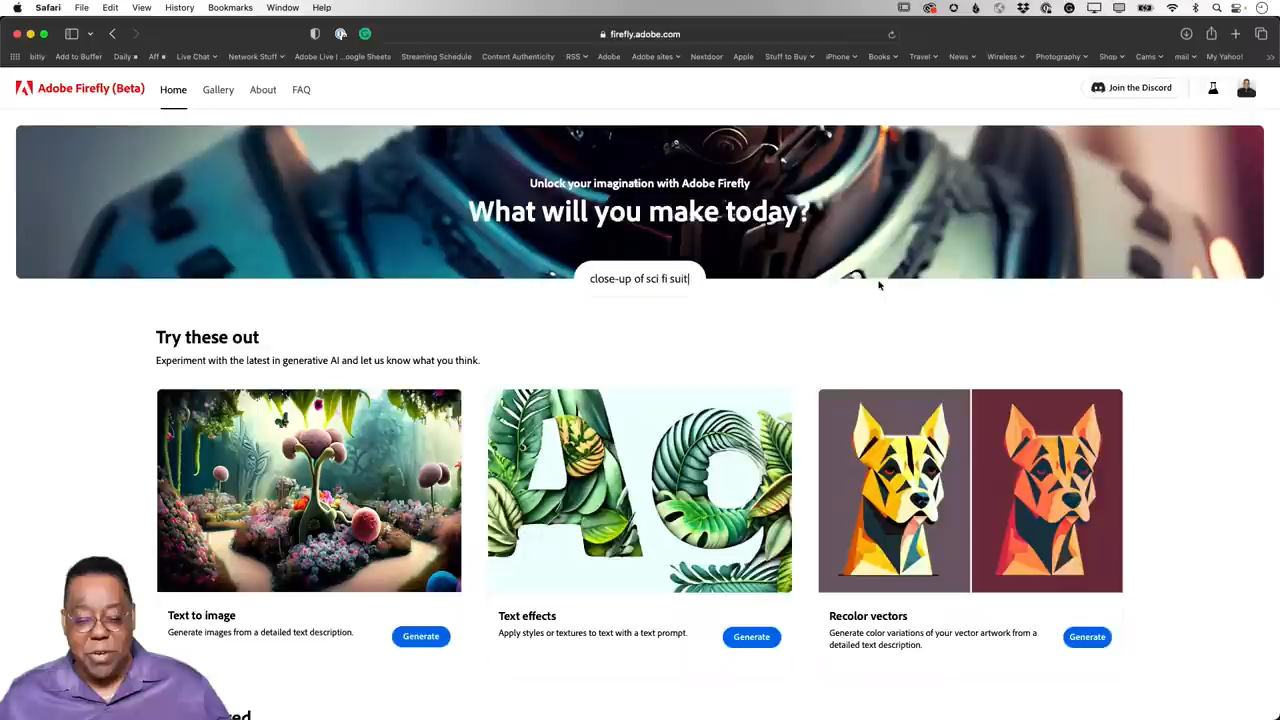 Safari File Edit View History Bookmarks Window Help
firefly.adobe.com
bitty Add to Buffer Daily Aff Live Chat Network Stuff Adobe Live | ...oogle Sheets Streaming Schedule Content Authenticity RSS Adobe Adobe sites Nextdoor Apple Stuff to Buy iPhone Books Travel News Wireless Photography Shop Cams mail My Yahoo!
Adobe Firefly (Beta) Home Gallery About FAQ Join the Discord
Unlock your imagination with Adobe Firefly
What will you make today?
close-up of sci fi suit
Try these out
Experiment with the latest in generative AI and let us know what you think.
Ag
Text to image
Generate images from a detailed text description.
Generate
Text effects
Apply styles or textures to text with a text prompt.
Generate
Recolor vectors
Generate color variations of your vector artwork from a
detailed text description.
Generate